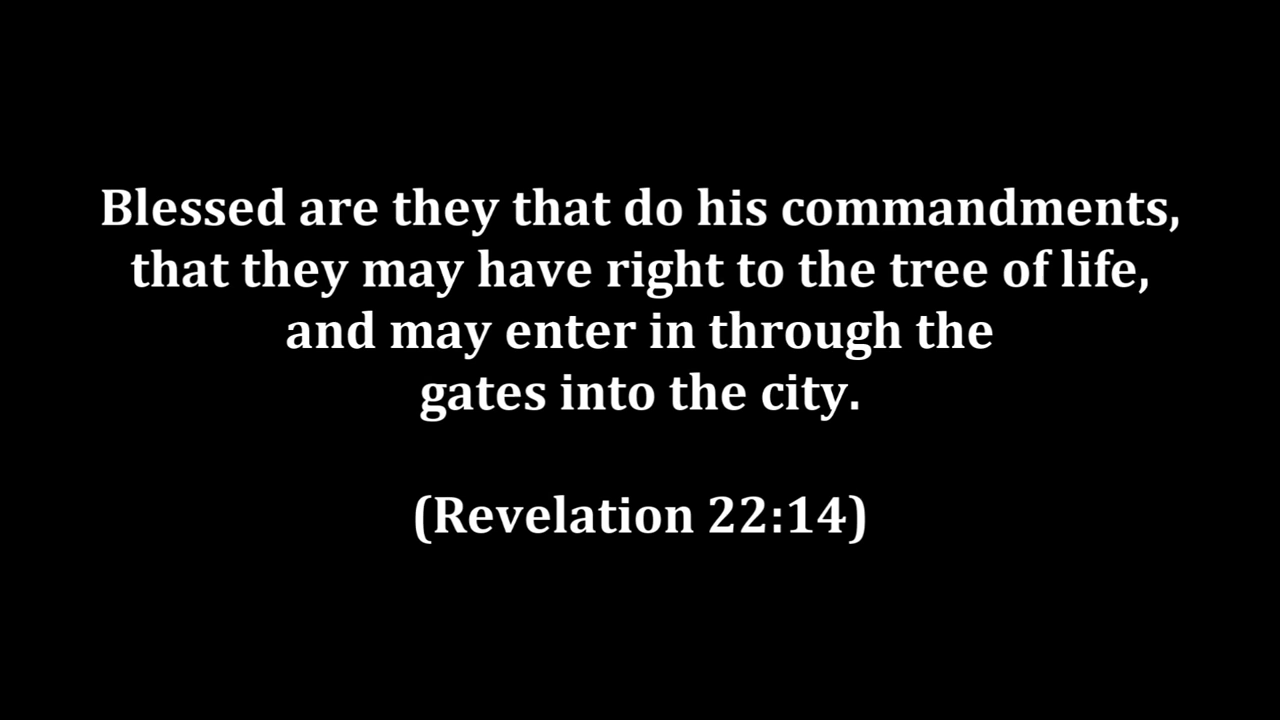 Blessed are they that do his commandments,
that they may have right to the tree of life,
and may enter in through the
gates into the city.
(Revelation 22:14)